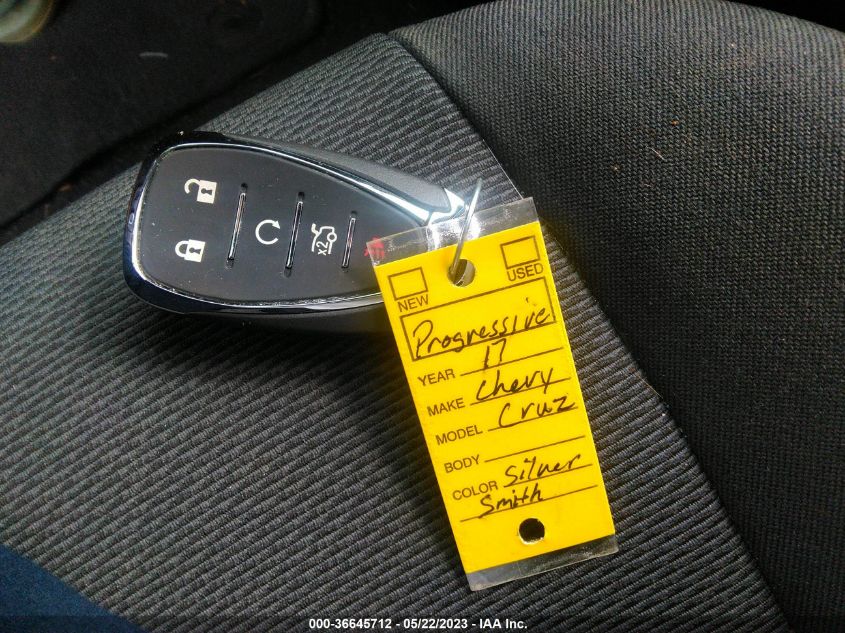 x2
NEW USED
Progressive
YEAR 17
MAKE Chevy
MODEL Cruz
BODY
COLOR Silver
Smith
000-36645712 - 05/22/2023 - IAA Inc.